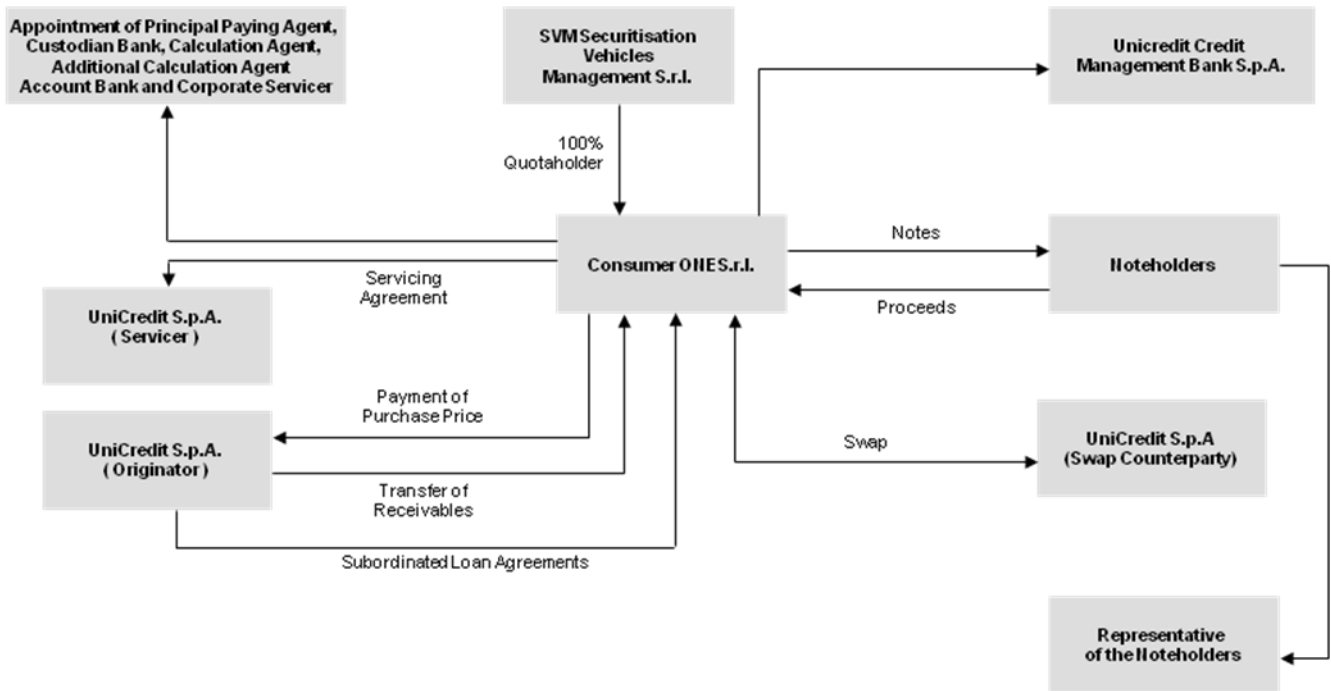 Appointment of Principal Paying Agent,
Custodian Bank, Calculation Agent,
Additional Calculation Agent
Account Bank and Corporate Servicer
SVM Securitisation
Vehicles
Management S.r.l.
Unicredit Credit
Management Bank S.p.A.
100%
Quotaholder
Consumer ONE S.r.l.
Notes
Noteholders
Proceeds
Servicing
Agreement
UniCredit S.p.A.
( Servicer )
Payment of
Purchase Price
UniCredit S.p.A.
( Originator )
Swap
UniCredit S.p.A
(Swap Counterparty)
Transfer of
Receivables
Subordinated Loan Agreements
Representative
of the Noteholders